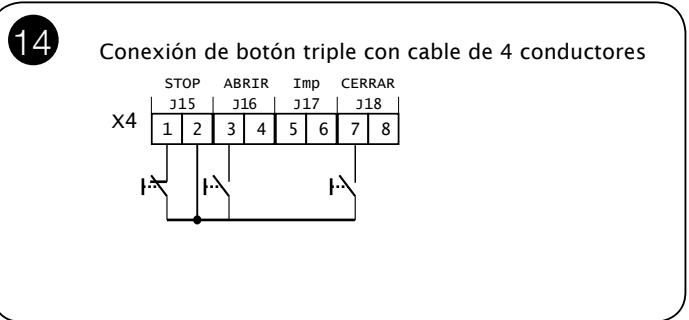 14
Conexión de botón triple con cable de 4 conductores
STOP ABRIR Imp CERRAR
J15 J16 J17 J18
X4 1 2 3 4 5 6 7 8